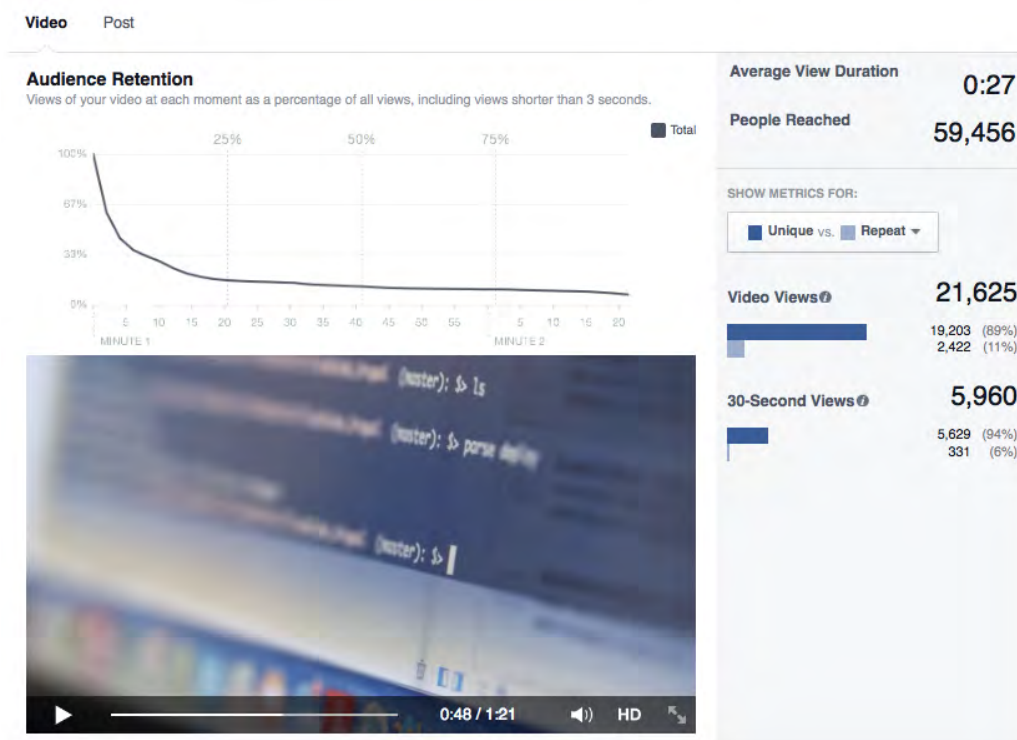 Video Post
Audience Retention
Views of your video at each moment as a percentage of all views, including views shorter than 3 seconds.
Total
25% 50% 75%
100%
67%
33%
0%
5 10 15 20 25 30 35 40 45 50 55 5 10 15 20
MINUTE 1 MINUTE 2
(master): $> ls
(master): $> parse deploy
(master): $>
0:48 / 1:21 HD
Average View Duration 0:27
People Reached 59,456
SHOW METRICS FOR:
Unique vs. Repeat
Video Views 21,625
19,203 (89%)
2,422 (11%)
30-Second Views 5,960
5,629 (94%)
331 (6%)